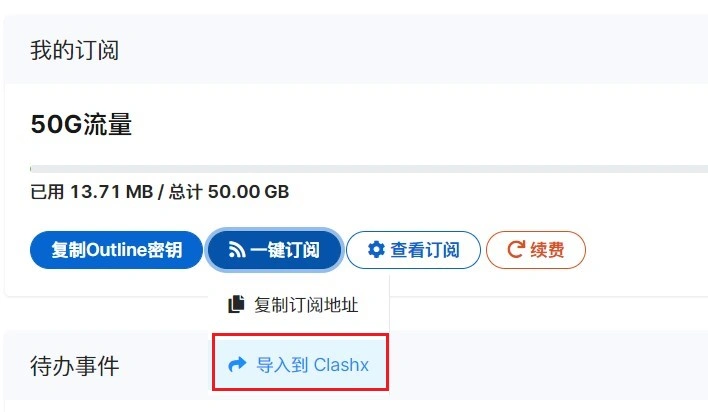 我的订阅
50G流量
已用 13.71 MB / 总计 50.00 GB
复制Outline密钥 一键订阅 查看订阅 续费
复制订阅地址
待办事件 导入到 Clashx